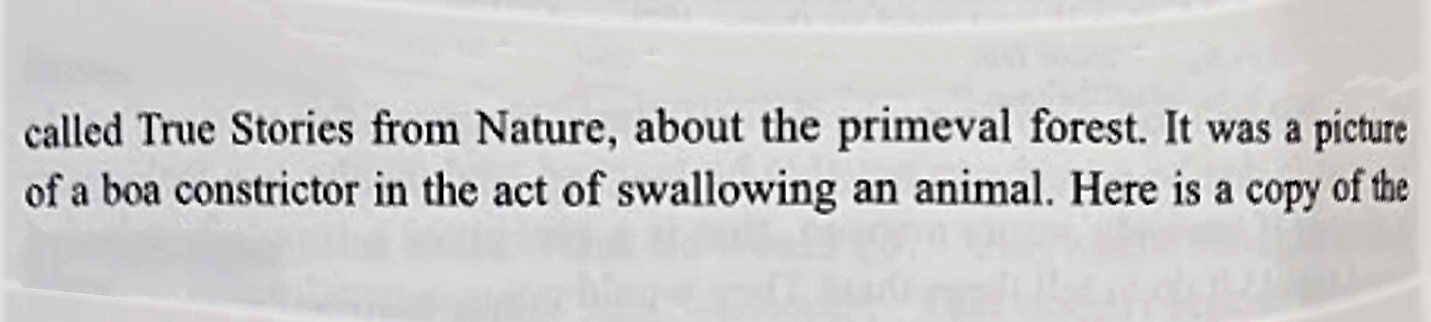 called True Stories from Nature, about the primeval forest. It was a picture
of a boa constrictor in the act of swallowing an animal. Here is a copy of the